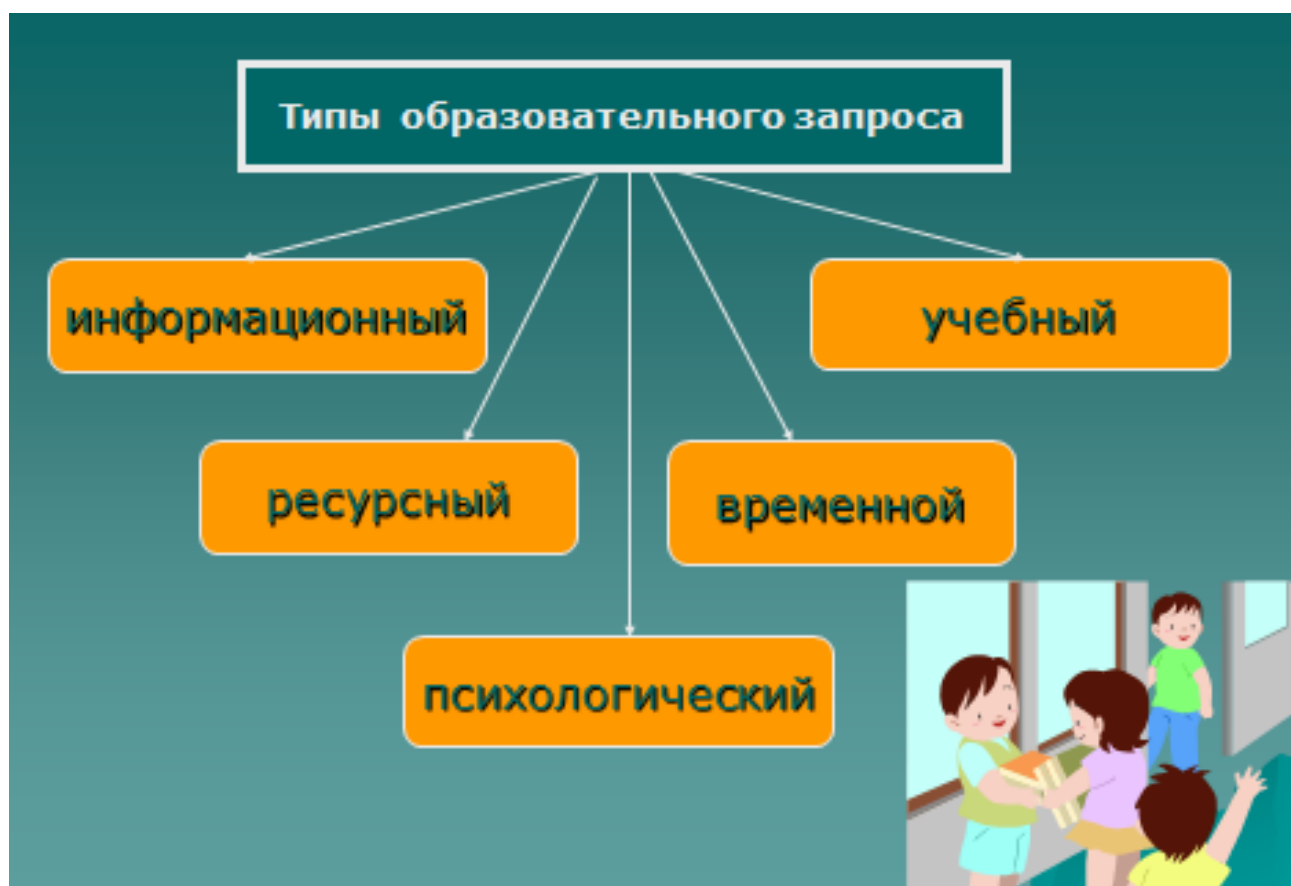 Типы образовательного запроса
информационный
учебный
ресурсный
временной
психологический